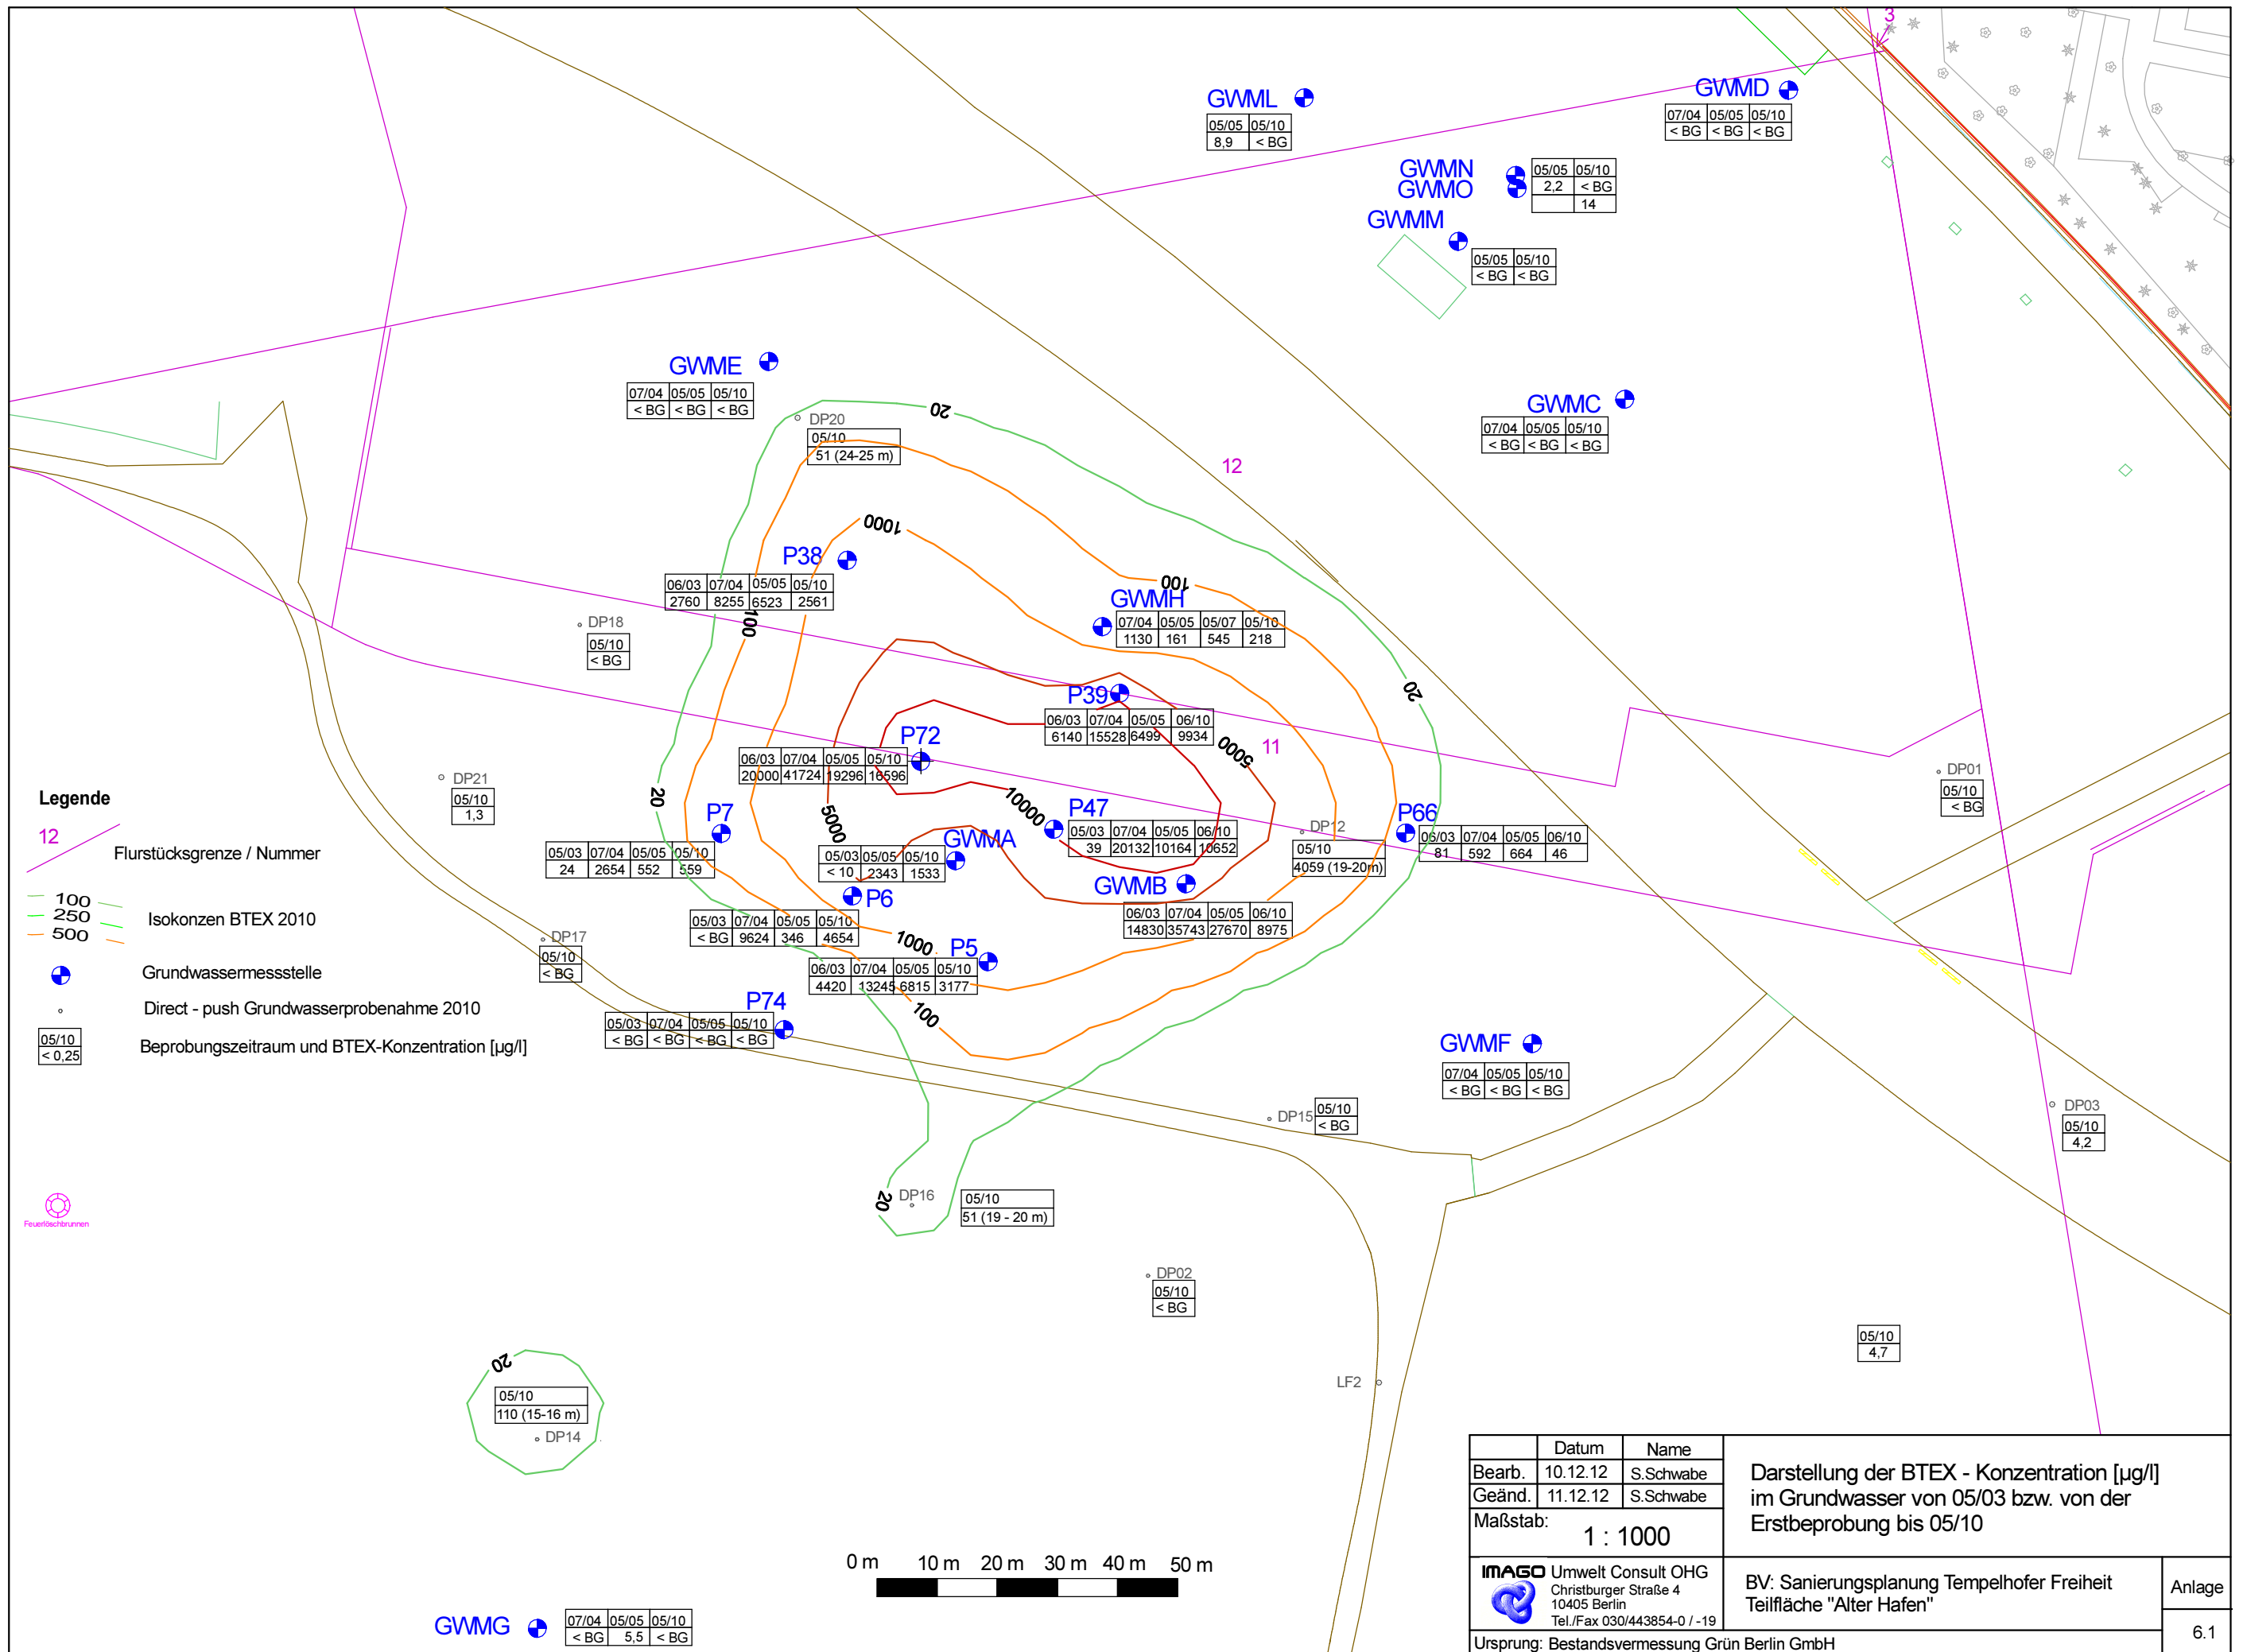 3
GWML
05/05 05/10
8,9 < BG
GWMD
07/04 05/05 05/10
< BG < BG < BG
GWMN
GWMO
05/05 05/10
2,2 < BG
14
GWMM
05/05 05/10
< BG < BG
GWME
07/04 05/05 05/10
< BG < BG < BG
GWMC
07/04 05/05 05/10
< BG < BG < BG
20
DP20
05/10
51 (24-25 m)
12
1000
P38
06/03 07/04 05/05 05/10
2760 8255 6523 2561
100
100
GWMH
07/04 05/05 05/07 05/10
1130 161 545 218
DP18
05/10
< BG
20
P39
06/03 07/04 05/05 06/10
6140 15528 6499 9934
P72
06/03 07/04 05/05 05/10
20000 41724 19296 16596
5000
11
DP21
05/10
1,3
20
5000
10000
P7
05/03 07/04 05/05 05/10
24 2654 552 559
GWMA
05/03 05/05 05/10
< 10 2343 1533
P47
05/03 07/04 05/05 06/10
39 20132 10164 10652
DP12
05/10
4059 (19-20m)
P66
06/03 07/04 05/05 06/10
81 592 664 46
DP01
05/10
< BG
P6
05/03 07/04 05/05 05/10
< BG 9624 346 4654
GWMB
06/03 07/04 05/05 06/10
14830 35743 27670 8975
1000
P5
06/03 07/04 05/05 05/10
4420 13245 6815 3177
100
DP17
05/10
< BG
P74
05/03 07/04 05/05 05/10
< BG < BG < BG < BG
GWMF
07/04 05/05 05/10
< BG < BG < BG
DP15
05/10
< BG
DP03
05/10
4,2
20
DP16
05/10
51 (19 - 20 m)
DP02
05/10
< BG
05/10
4,7
LF2
20
05/10
110 (15-16 m)
DP14
GWMG
07/04 05/05 05/10
< BG 5,5 < BG
Legende
12
Flurstücksgrenze / Nummer
100
250
500
Isokonzen BTEX 2010
Grundwassermessstelle
Direct - push Grundwasserprobenahme 2010
05/10
< 0,25
Beprobungszeitraum und BTEX-Konzentration [µg/l]
Feuerlöschbrunnen
0 m 10 m 20 m 30 m 40 m 50 m
Datum Name
Bearb. 10.12.12 S.Schwabe
Geänd. 11.12.12 S.Schwabe
Maßstab:
1 : 1000
Darstellung der BTEX - Konzentration [µg/l]
im Grundwasser von 05/03 bzw. von der
Erstbeprobung bis 05/10
IMAGO Umwelt Consult OHG
Christburger Straße 4
10405 Berlin
Tel./Fax 030/443854-0 / -19
BV: Sanierungsplanung Tempelhofer Freiheit
Teilfläche "Alter Hafen"
Anlage
6.1
Ursprung: Bestandsvermessung Grün Berlin GmbH